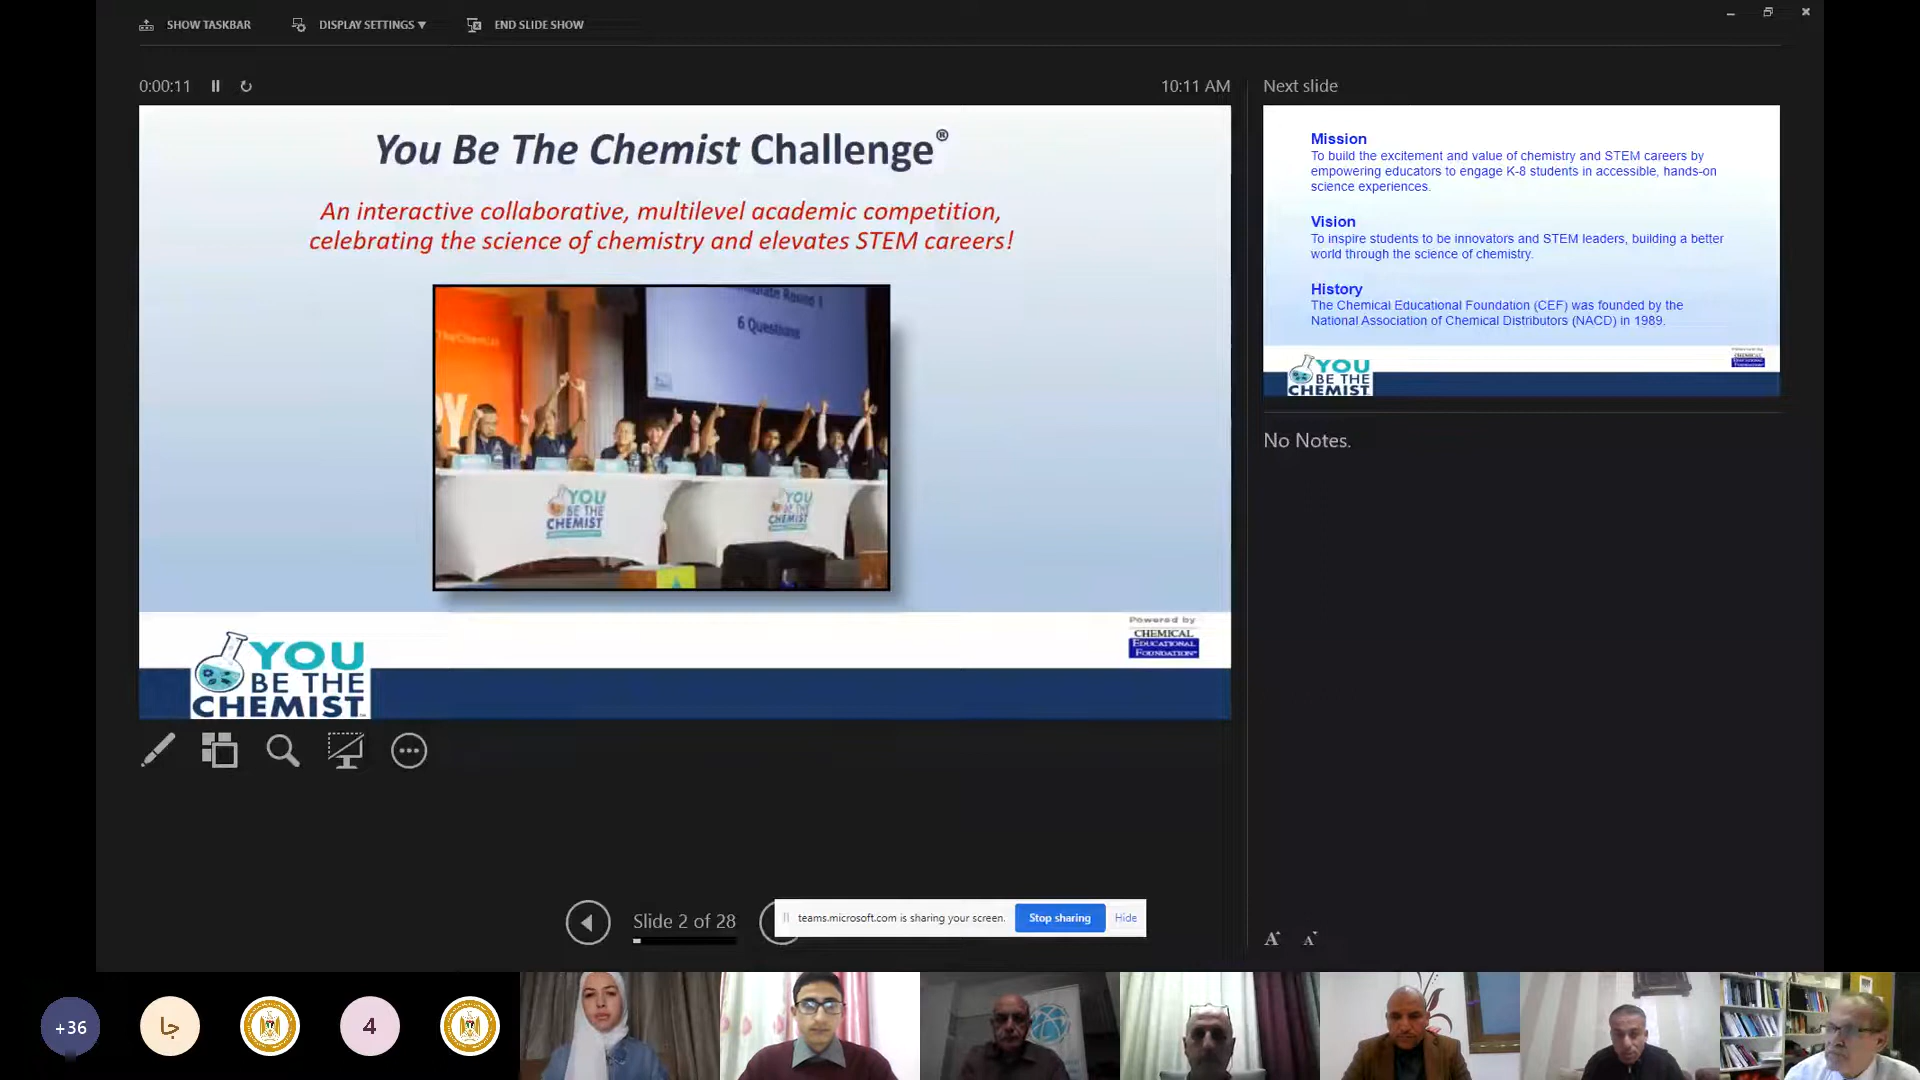 SHOW TASKBAR
DISPLAY SETTINGS ▼
END SLIDE SHOW
0:00:11
10:11 AM
You Be The Chemist Challenge®
An interactive collaborative, multilevel academic competition,
celebrating the science of chemistry and elevates STEM careers!
6 Questions
YOU
BE THE
CHEMIST
YOU
BE THE
CHEMIST
YOU
BE THE
CHEMIST
Powered by
CHEMICAL
EDUCATIONAL
FOUNDATION
Next slide
Mission
To build the excitement and value of chemistry and STEM careers by
empowering educators to engage K-8 students in accessible, hands-on
science experiences.
Vision
To inspire students to be innovators and STEM leaders, building a better
world through the science of chemistry.
History
The Chemical Educational Foundation (CEF) was founded by the
National Association of Chemical Distributors (NACD) in 1989.
YOU
BE THE
CHEMIST
No Notes.
Slide 2 of 28
teams.microsoft.com is sharing your screen.
Stop sharing
Hide
A A
+36
جا
4